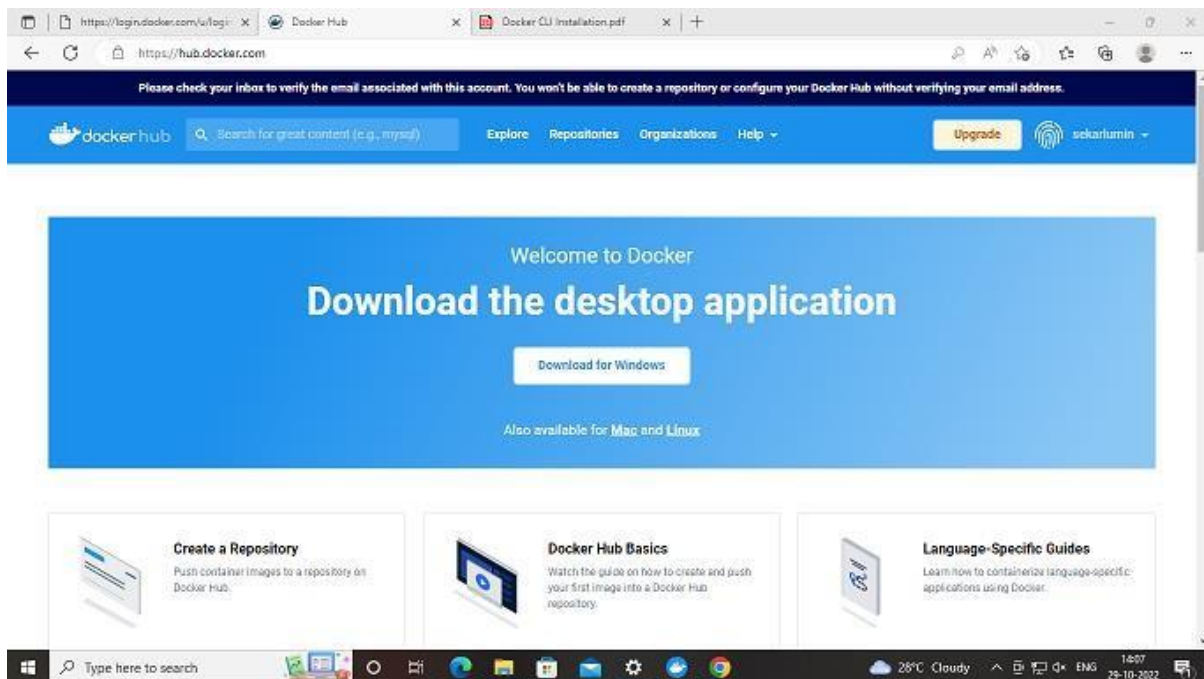 https://login.docker.com/u/logi
Docker Hub
Docker CLI Installation.pdf
https://hub.docker.com
Please check your inbox to verify the email associated with this account. You won't be able to create a repository or configure your Docker Hub without verifying your email address.
dockerhub
Search for great content (e.g., mysql)
Explore
Repositories
Organizations
Help
Upgrade
sekarlumin
Welcome to Docker
Download the desktop application
Download for Windows
Also available for Mac and Linux
Create a Repository
Push container images to a repository on
Docker Hub.
Docker Hub Basics
Watch the guide on how to create and push
your first image into a Docker Hub
repository.
Language-Specific Guides
Learn how to containerize language-specific
applications using Docker.
Type here to search
28°C Cloudy
ENG
14:07
29-10-2022